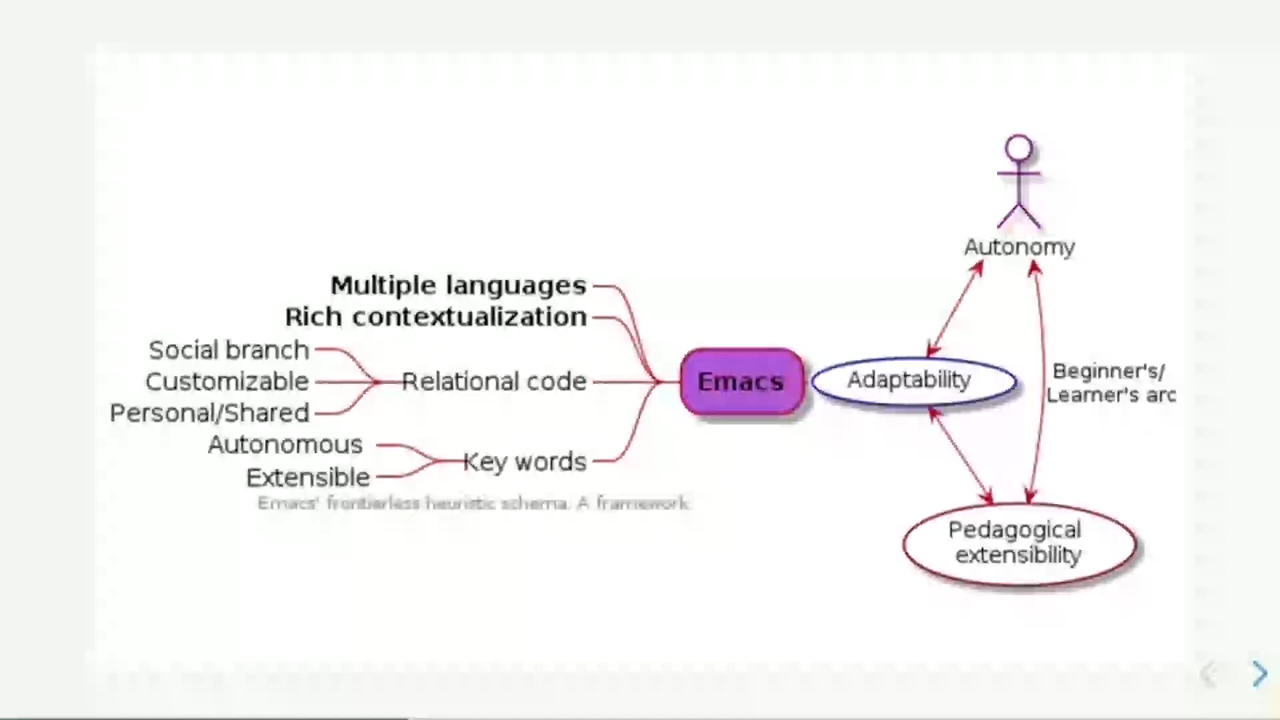 Multiple languages
Rich contextualization
Social branch
Customizable
Personal/Shared
Relational code
Autonomous
Extensible
Key words
Emacs' frontierless heuristic schema. A framework
Emacs
Autonomy
Adaptability
Beginner's/
Learner's arc
Pedagogical
extensibility